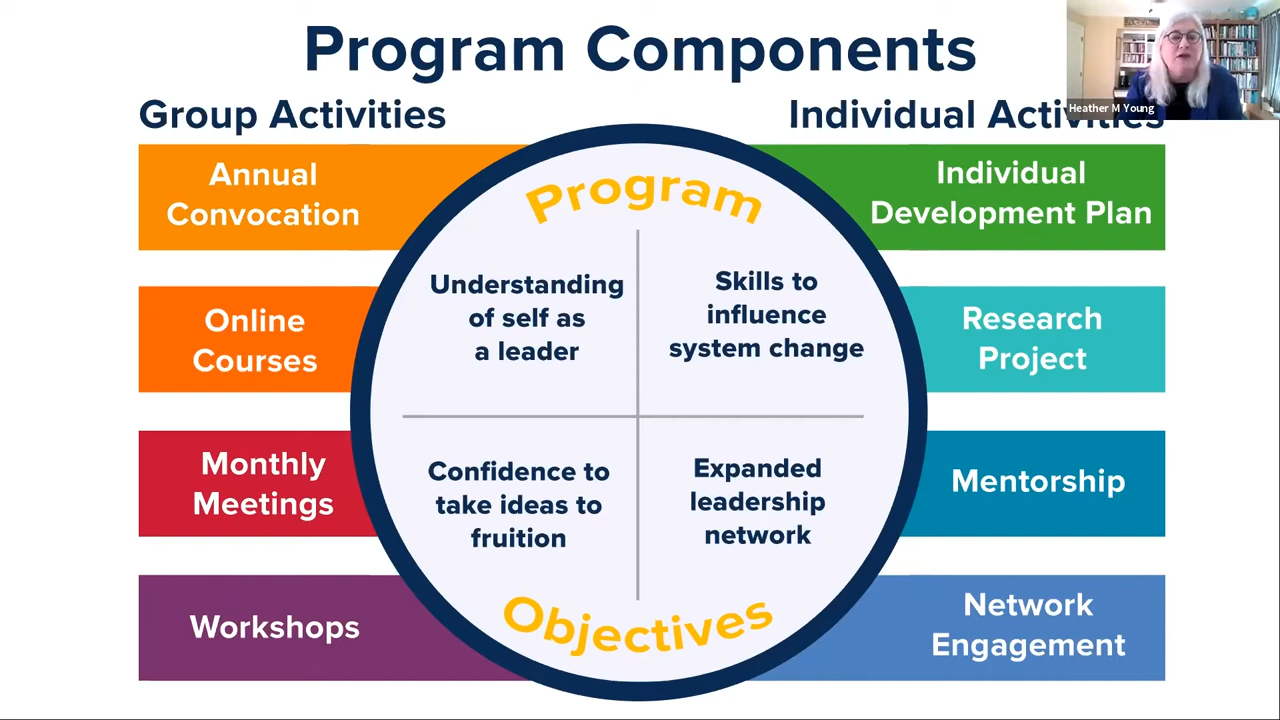 Program Components
Heather M Young
Group Activities
Individual Activities
Annual
Convocation
Online
Courses
Monthly
Meetings
Workshops
Program
Understanding
of self as
a leader
Skills to
influence
system change
Confidence to
take ideas to
fruition
Expanded
leadership
network
Objectives
Individual
Development Plan
Research
Project
Mentorship
Network
Engagement